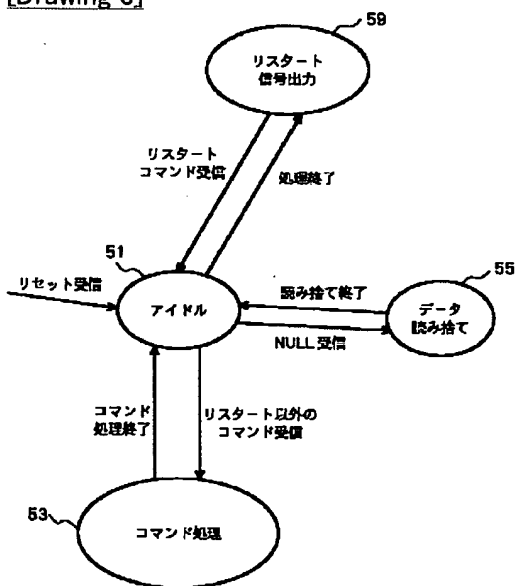 59
リスタート
信号出力
リスタート
コマンド受信
処理終了
51
リセット受信
アイドル
読み捨て終了
55
データ
読み捨て
NULL受信
コマンド
処理終了
リスタート以外の
コマンド受信
53
コマンド処理